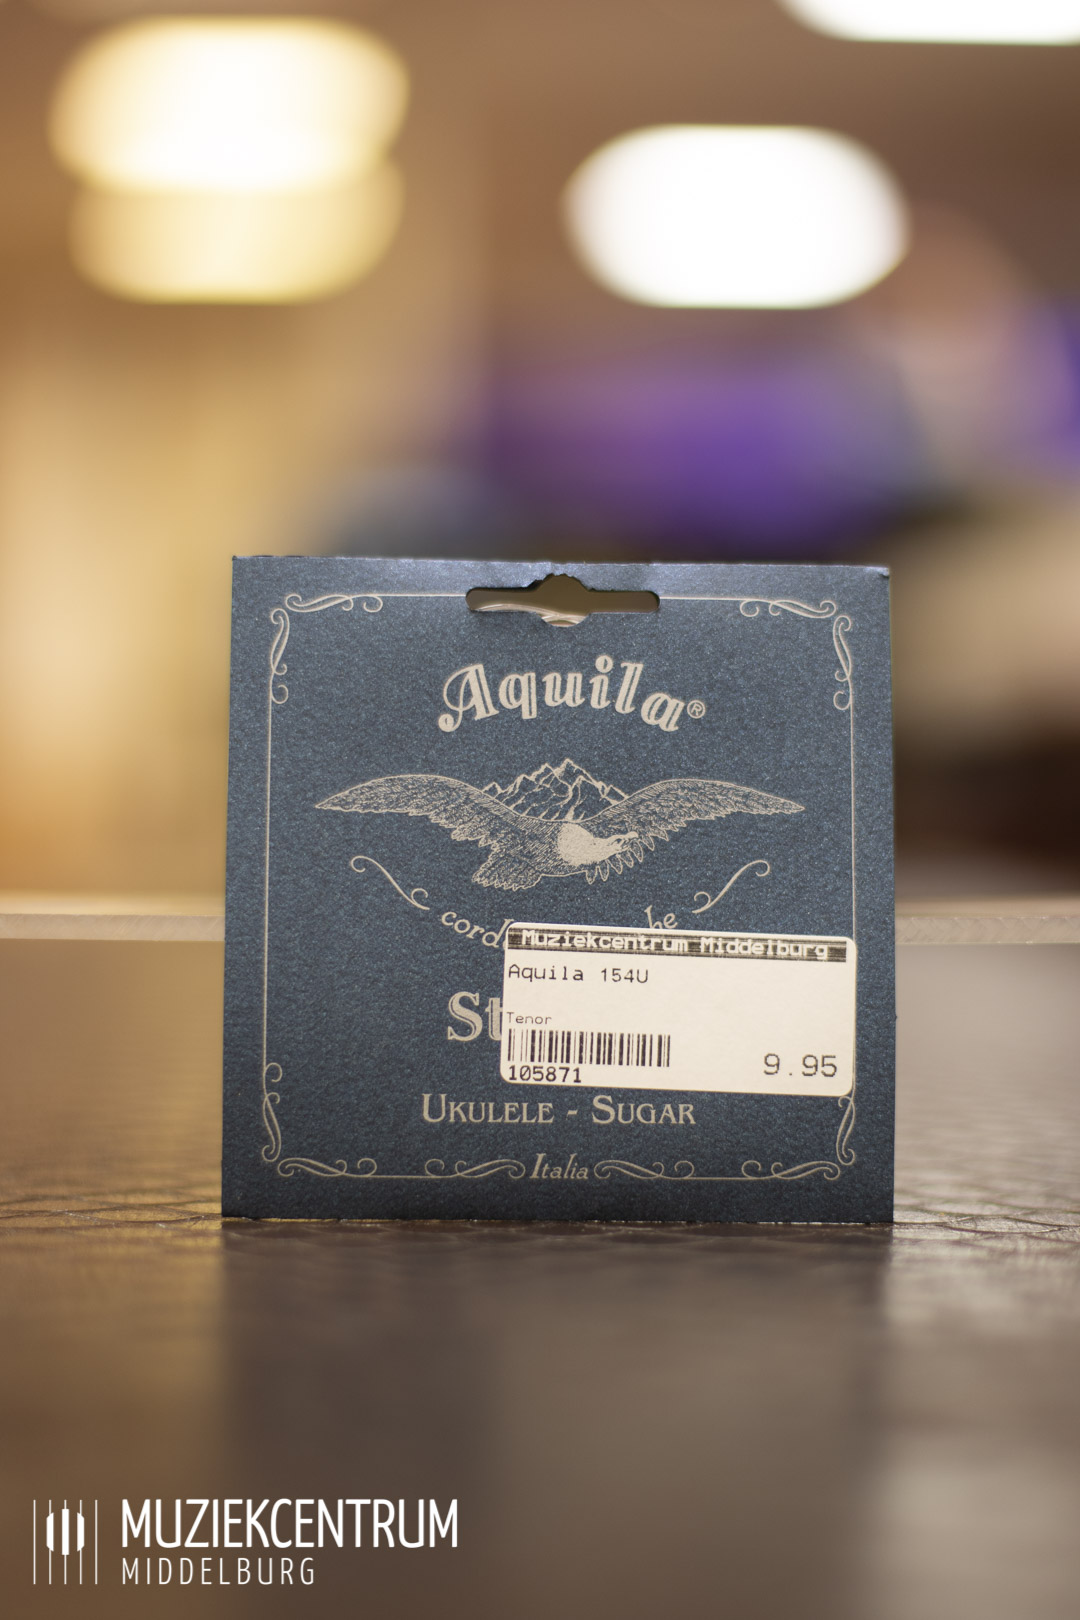 Aquila®
Muziekcentrum Middelburg
Aquila 154U
Tenor
105871
9.95
UKULELE - SUGAR
Italia
MUZIEKCENTRUM
MIDDELBURG